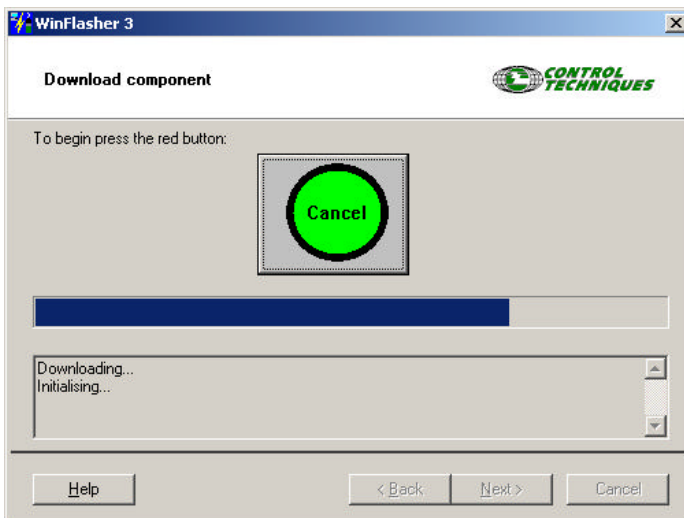 WinFlasher 3
Download component
CONTROL
TECHNIQUES
To begin press the red button:
Cancel
Downloading...
Initialising...
Help
< Back
Next >
Cancel